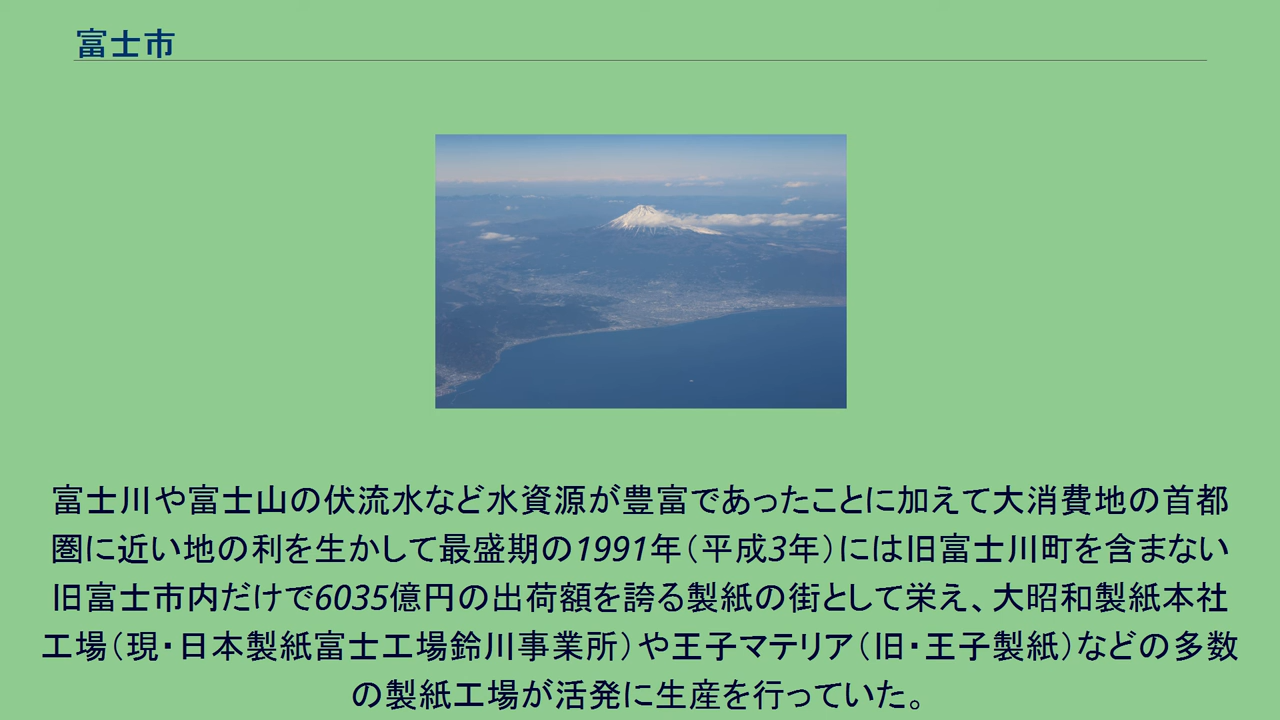 富士市
富士川や富士山の伏流水など水資源が豊富であったことに加えて大消費地の首都
圏に近い地の利を生かして最盛期の1991年（平成3年）には旧富士川町を含まない
旧富士市内だけで6035億円の出荷額を誇る製紙の街として栄え、大昭和製紙本社
工場（現・日本製紙富士工場鈴川事業所）や王子マテリア（旧・王子製紙）などの多数
の製紙工場が活発に生産を行っていた。